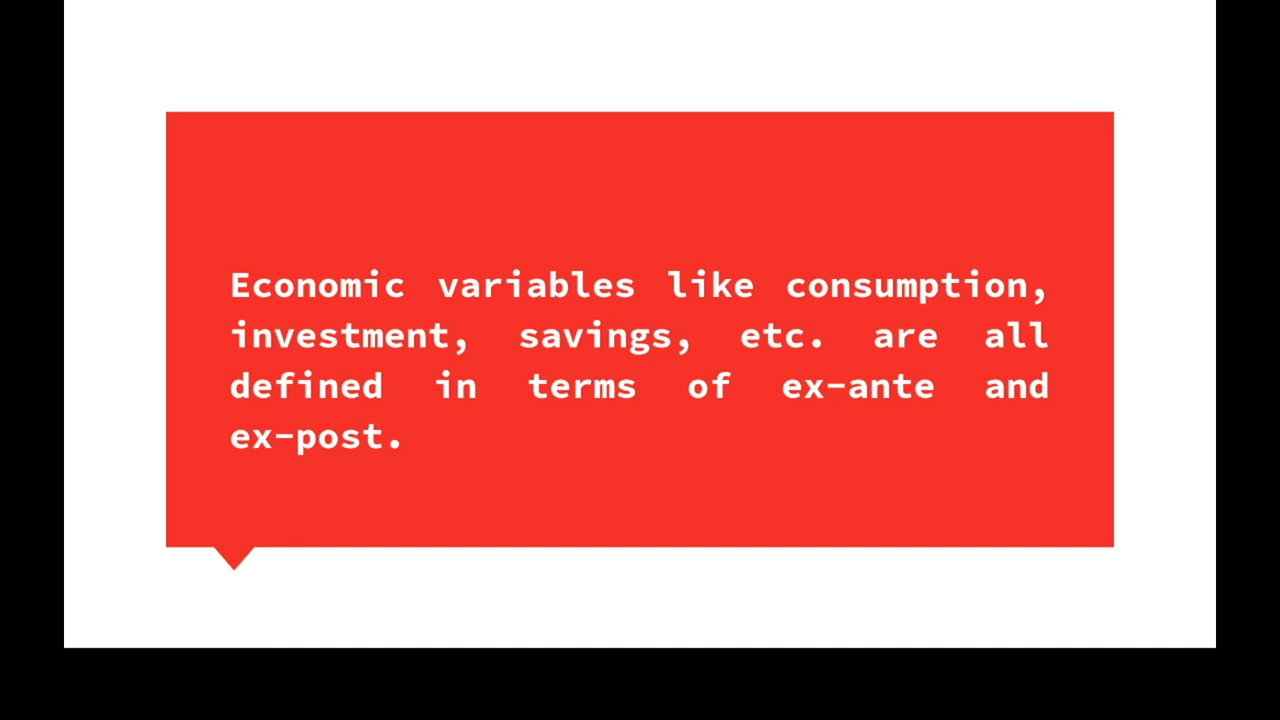 Economic variables like consumption,
investment, savings, etc. are all
defined in terms of ex-ante and
ex-post.